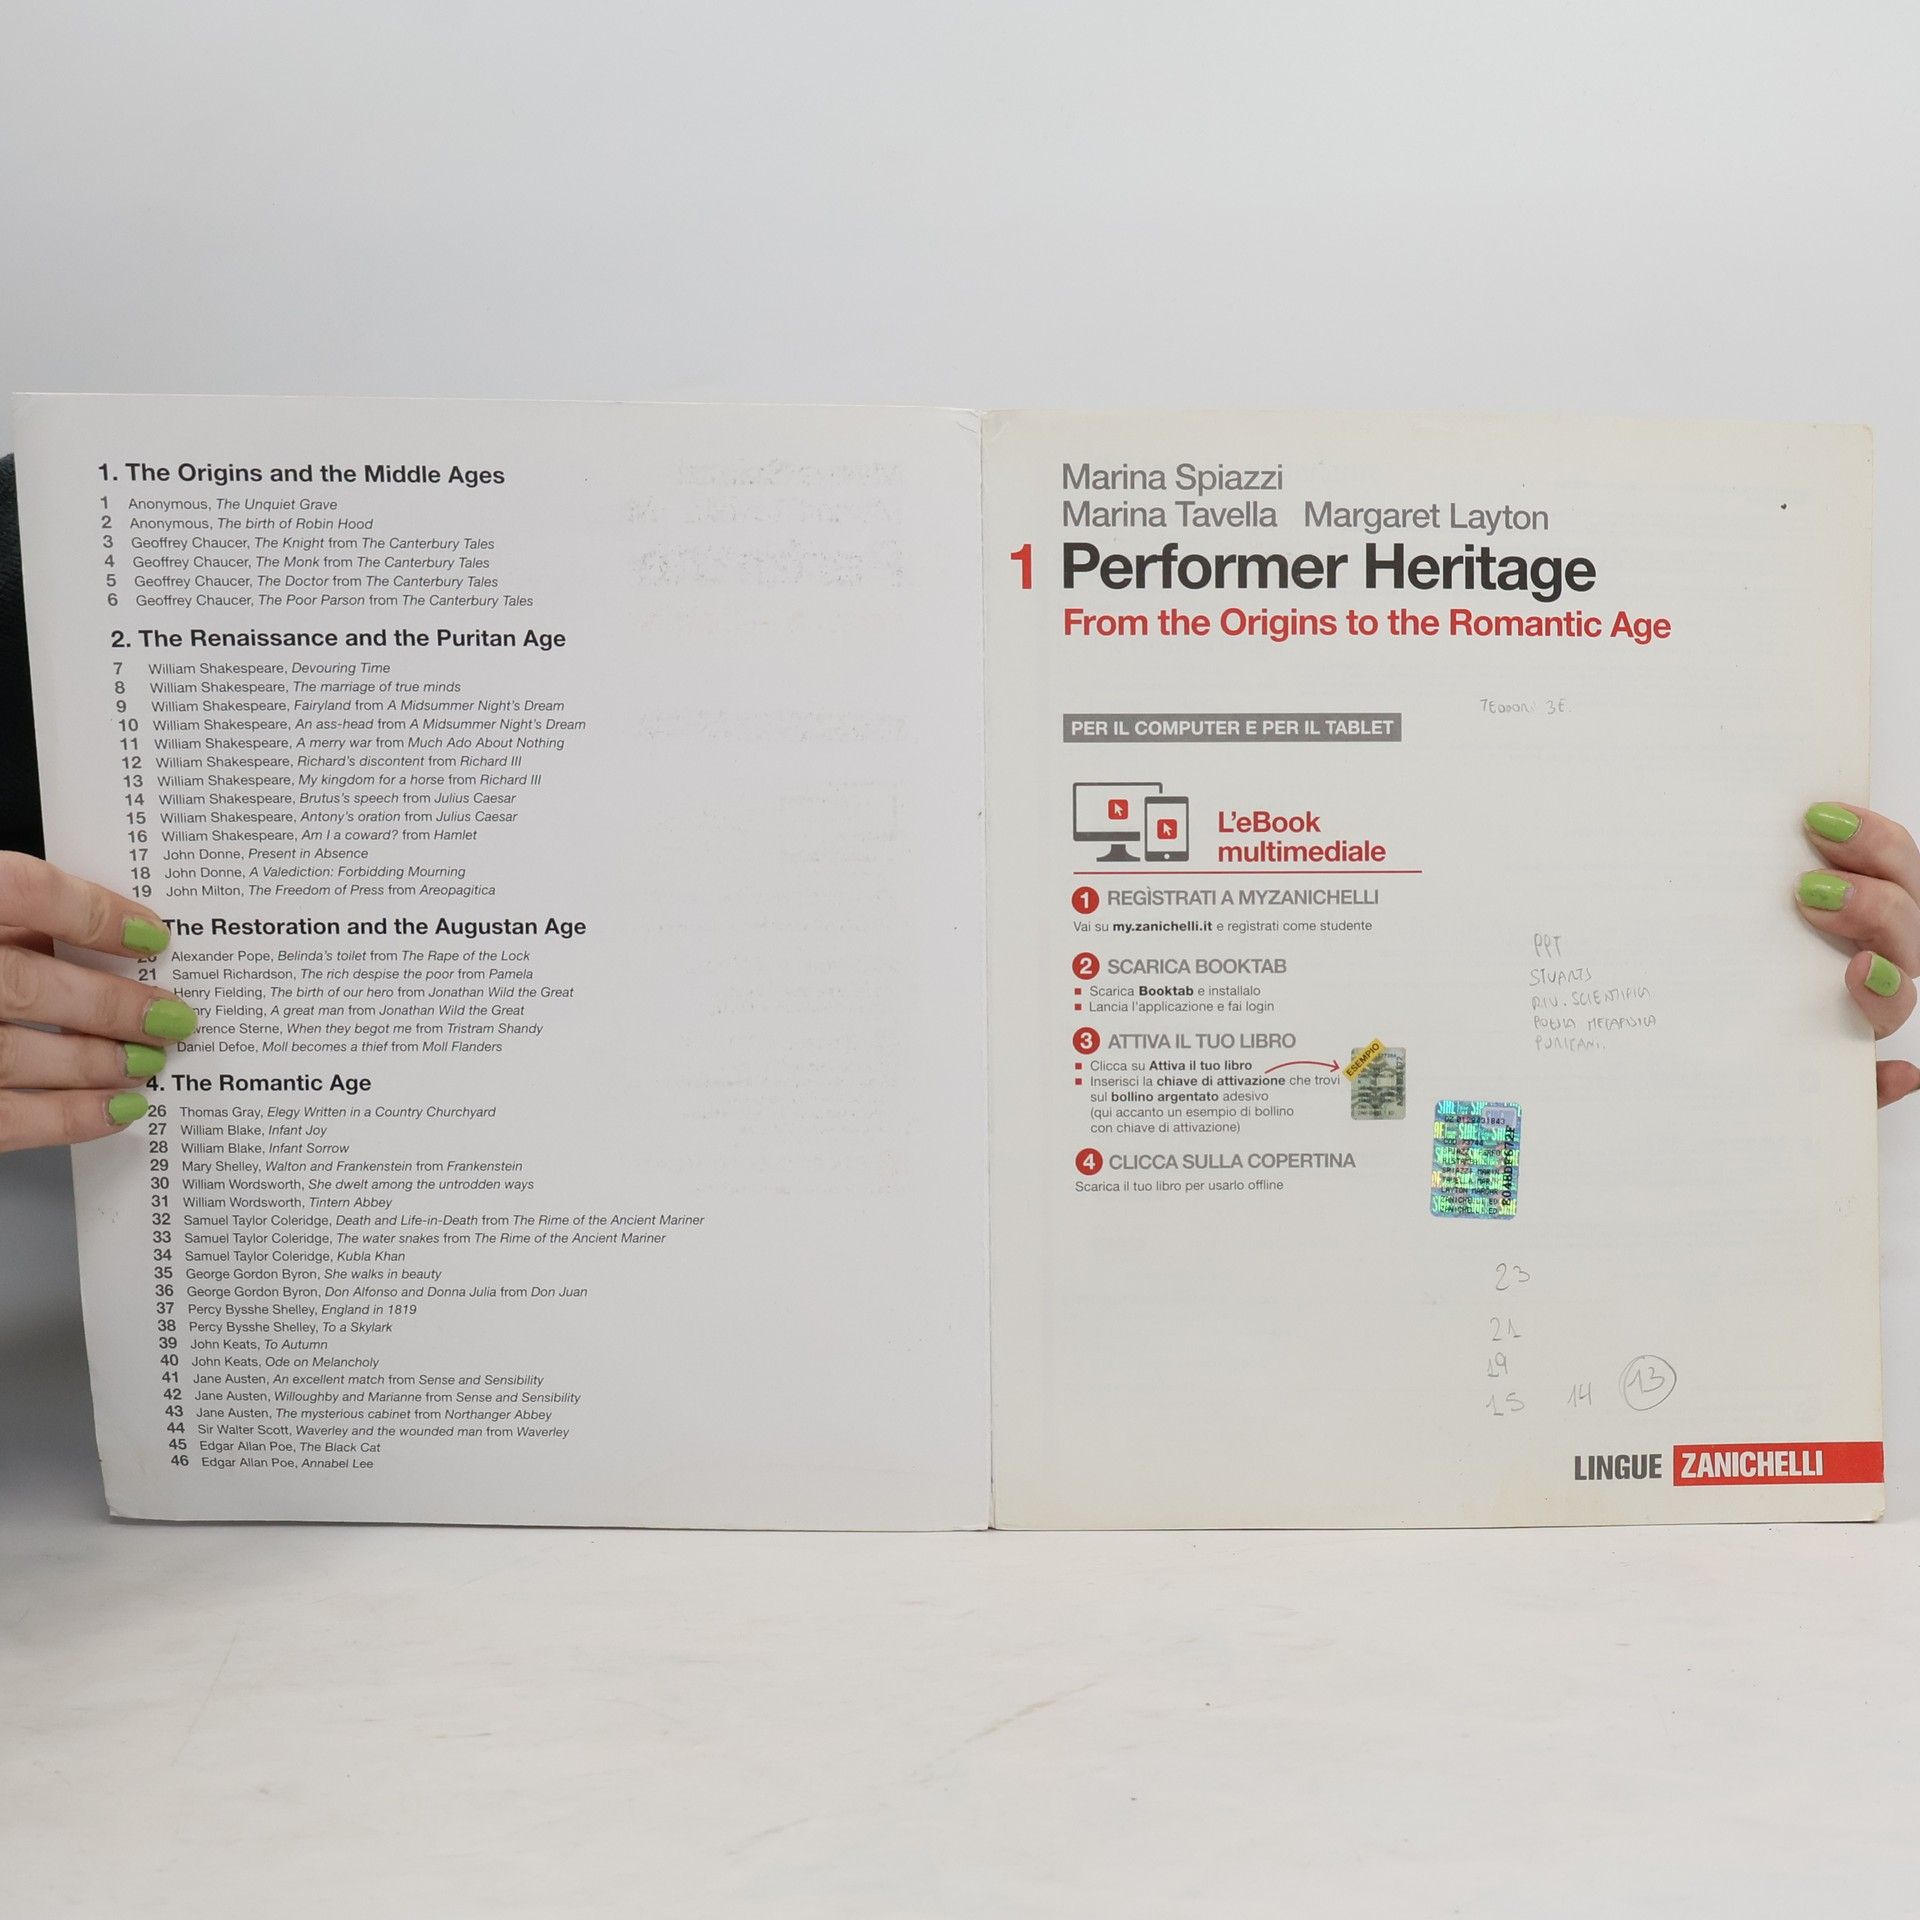 1. The Origins and the Middle Ages
1 Anonymous, The Unquiet Grave
2 Anonymous, The birth of Robin Hood
3 Geoffrey Chaucer, The Knight from The Canterbury Tales
4 Geoffrey Chaucer, The Monk from The Canterbury Tales
5 Geoffrey Chaucer, The Doctor from The Canterbury Tales
6 Geoffrey Chaucer, The Poor Parson from The Canterbury Tales
2. The Renaissance and the Puritan Age
7 William Shakespeare, Devouring Time
8 William Shakespeare, The marriage of true minds
9 William Shakespeare, Fairyland from A Midsummer Night's Dream
10 William Shakespeare, An ass-head from A Midsummer Night's Dream
11 William Shakespeare, A merry war from Much Ado About Nothing
12 William Shakespeare, Richard's discontent from Richard III
13 William Shakespeare, My kingdom for a horse from Richard III
14 William Shakespeare, Brutus's speech from Julius Caesar
15 William Shakespeare, Antony's oration from Julius Caesar
16 William Shakespeare, Am I a coward? from Hamlet
17 John Donne, Present in Absence
18 John Donne, A Valediction: Forbidding Mourning
19 John Milton, The Freedom of Press from Areopagitica
The Restoration and the Augustan Age
20 Alexander Pope, Belinda's toilet from The Rape of the Lock
21 Samuel Richardson, The rich despise the poor from Pamela
Henry Fielding, The birth of our hero from Jonathan Wild the Great
nry Fielding, A great man from Jonathan Wild the Great
wrence Sterne, When they begot me from Tristram Shandy
Daniel Defoe, Moll becomes a thief from Moll Flanders
4. The Romantic Age
26 Thomas Gray, Elegy Written in a Country Churchyard
27 William Blake, Infant Joy
28 William Blake, Infant Sorrow
29 Mary Shelley, Walton and Frankenstein from Frankenstein
30 William Wordsworth, She dwelt among the untrodden ways
31 William Wordsworth, Tintern Abbey
32 Samuel Taylor Coleridge, Death and Life-in-Death from The Rime of the Ancient Mariner
33 Samuel Taylor Coleridge, The water snakes from The Rime of the Ancient Mariner
34 Samuel Taylor Coleridge, Kubla Khan
35 George Gordon Byron, She walks in beauty
36 George Gordon Byron, Don Alfonso and Donna Julia from Don Juan
37 Percy Bysshe Shelley, England in 1819
38 Percy Bysshe Shelley, To a Skylark
39 John Keats, To Autumn
40 John Keats, Ode on Melancholy
41 Jane Austen, An excellent match from Sense and Sensibility
42 Jane Austen, Willoughby and Marianne from Sense and Sensibility
43 Jane Austen, The mysterious cabinet from Northanger Abbey
44 Sir Walter Scott, Waverley and the wounded man from Waverley
45 Edgar Allan Poe, The Black Cat
46 Edgar Allan Poe, Annabel Lee
Marina Spiazzi
Marina Tavella Margaret Layton
1 Performer Heritage
From the Origins to the Romantic Age
3E.
PER IL COMPUTER E PER IL TABLET
L'eBook
multimediale
1 REGÌSTRATI A MYZANICHELLI
Vai su my.zanichelli.it e registrati come studente
2 SCARICA BOOKTAB
Scarica Booktab e installalo
Lancia l'applicazione e fai login
3 ATTIVA IL TUO LIBRO
Clicca su Attiva il tuo libro
Inserisci la chiave di attivazione che trovi
sul bollino argentato adesivo
(qui accanto un esempio di bollino
con chiave di attivazione)
ESEMPIO
4 CLICCA SULLA COPERTINA
Scarica il tuo libro per usarlo offline
PPT
STUARTS
RIV. SCIENTIFICA
POESIA METAFISICA
PURITANI.
23
21
19
15 14 13
LINGUE ZANICHELLI